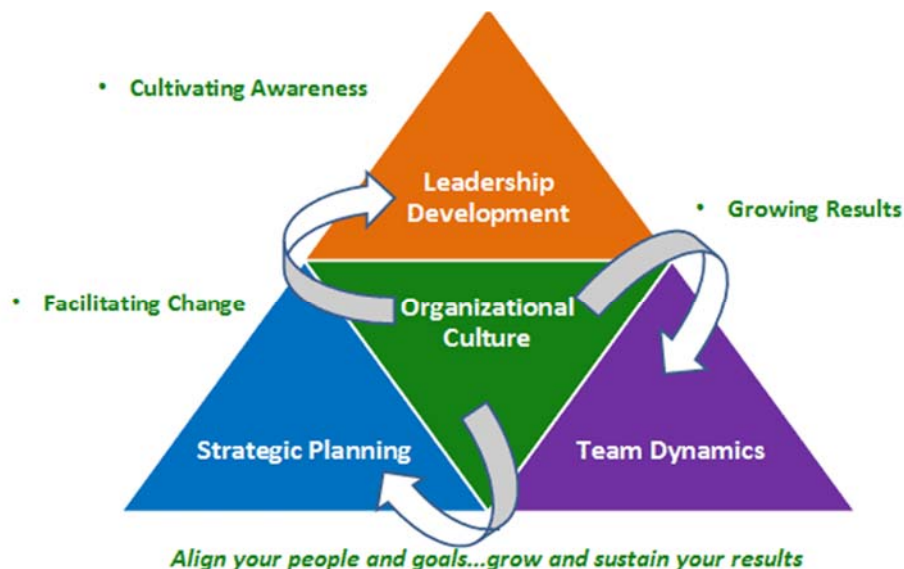 • Cultivating Awareness
Leadership
Development
• Growing Results
• Facilitating Change
Organizational
Culture
Strategic Planning
Team Dynamics
Align your people and goals...grow and sustain your results